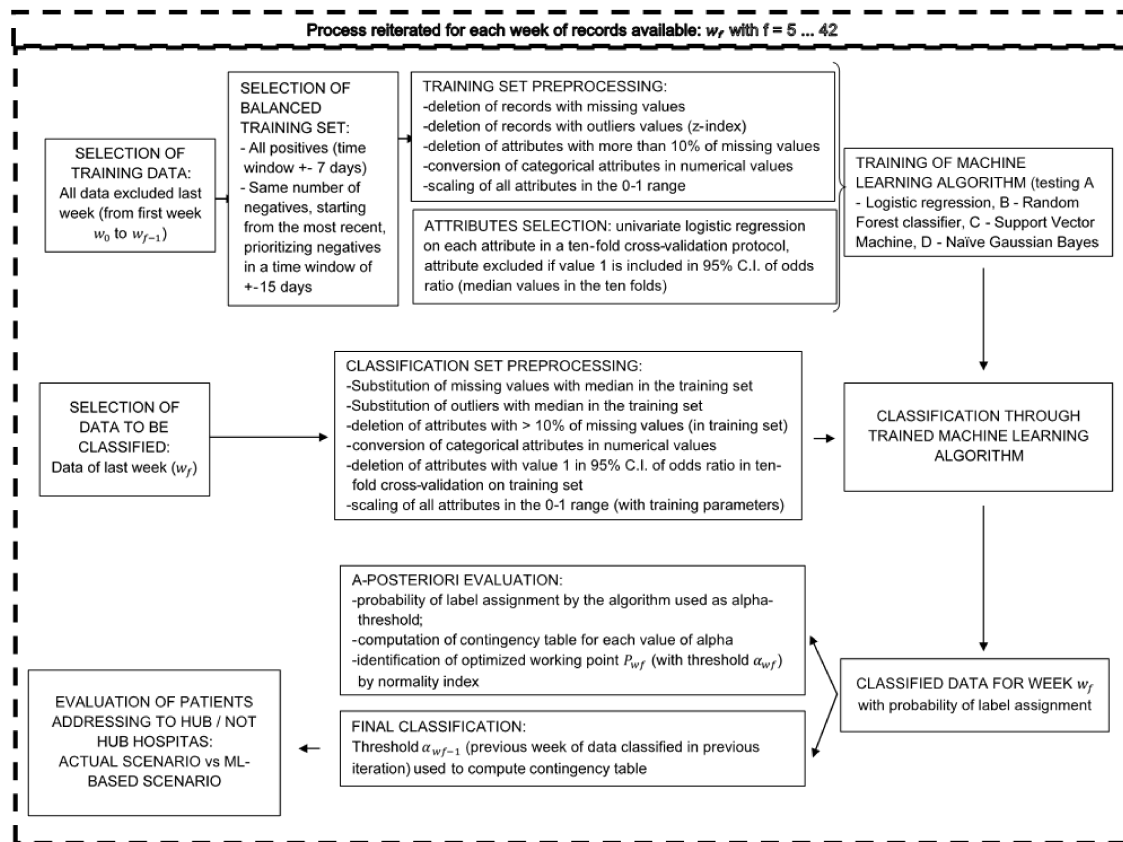 Process reiterated for each week of records available: w_f with f = 5 ... 42
SELECTION OF
TRAINING DATA:
All data excluded last
week (from first week
w_0 to w_{f−1})
SELECTION OF
BALANCED
TRAINING SET:
- All positives (time
window +- 7 days)
- Same number of
negatives, starting
from the most recent,
prioritizing negatives
in a time window of
+-15 days
TRAINING SET PREPROCESSING:
-deletion of records with missing values
-deletion of records with outliers values (z-index)
-deletion of attributes with more than 10% of missing values
-conversion of categorical attributes in numerical values
-scaling of all attributes in the 0-1 range
ATTRIBUTES SELECTION: univariate logistic regression
on each attribute in a ten-fold cross-validation protocol,
attribute excluded if value 1 is included in 95% C.I. of odds
ratio (median values in the ten folds)
TRAINING OF MACHINE
LEARNING ALGORITHM (testing A
- Logistic regression, B - Random
Forest classifier, C - Support Vector
Machine, D - Naïve Gaussian Bayes
SELECTION OF
DATA TO BE
CLASSIFIED:
Data of last week (w_f)
CLASSIFICATION SET PREPROCESSING:
-Substitution of missing values with median in the training set
-Substitution of outliers with median in the training set
-deletion of attributes with > 10% of missing values (in training set)
-conversion of categorical attributes in numerical values
-deletion of attributes with value 1 in 95% C.I. of odds ratio in ten-
fold cross-validation on training set
-scaling of all attributes in the 0-1 range (with training parameters)
CLASSIFICATION THROUGH
TRAINED MACHINE LEARNING
ALGORITHM
A-POSTERIORI EVALUATION:
-probability of label assignment by the algorithm used as alpha-
threshold;
-computation of contingency table for each value of alpha
-identification of optimized working point P_{wf} (with threshold α_{wf})
by normality index
CLASSIFIED DATA FOR WEEK w_f
with probability of label assignment
FINAL CLASSIFICATION:
Threshold α_{wf−1} (previous week of data classified in previous
iteration) used to compute contingency table
EVALUATION OF PATIENTS
ADDRESSING TO HUB / NOT
HUB HOSPITAS:
ACTUAL SCENARIO vs ML-
BASED SCENARIO